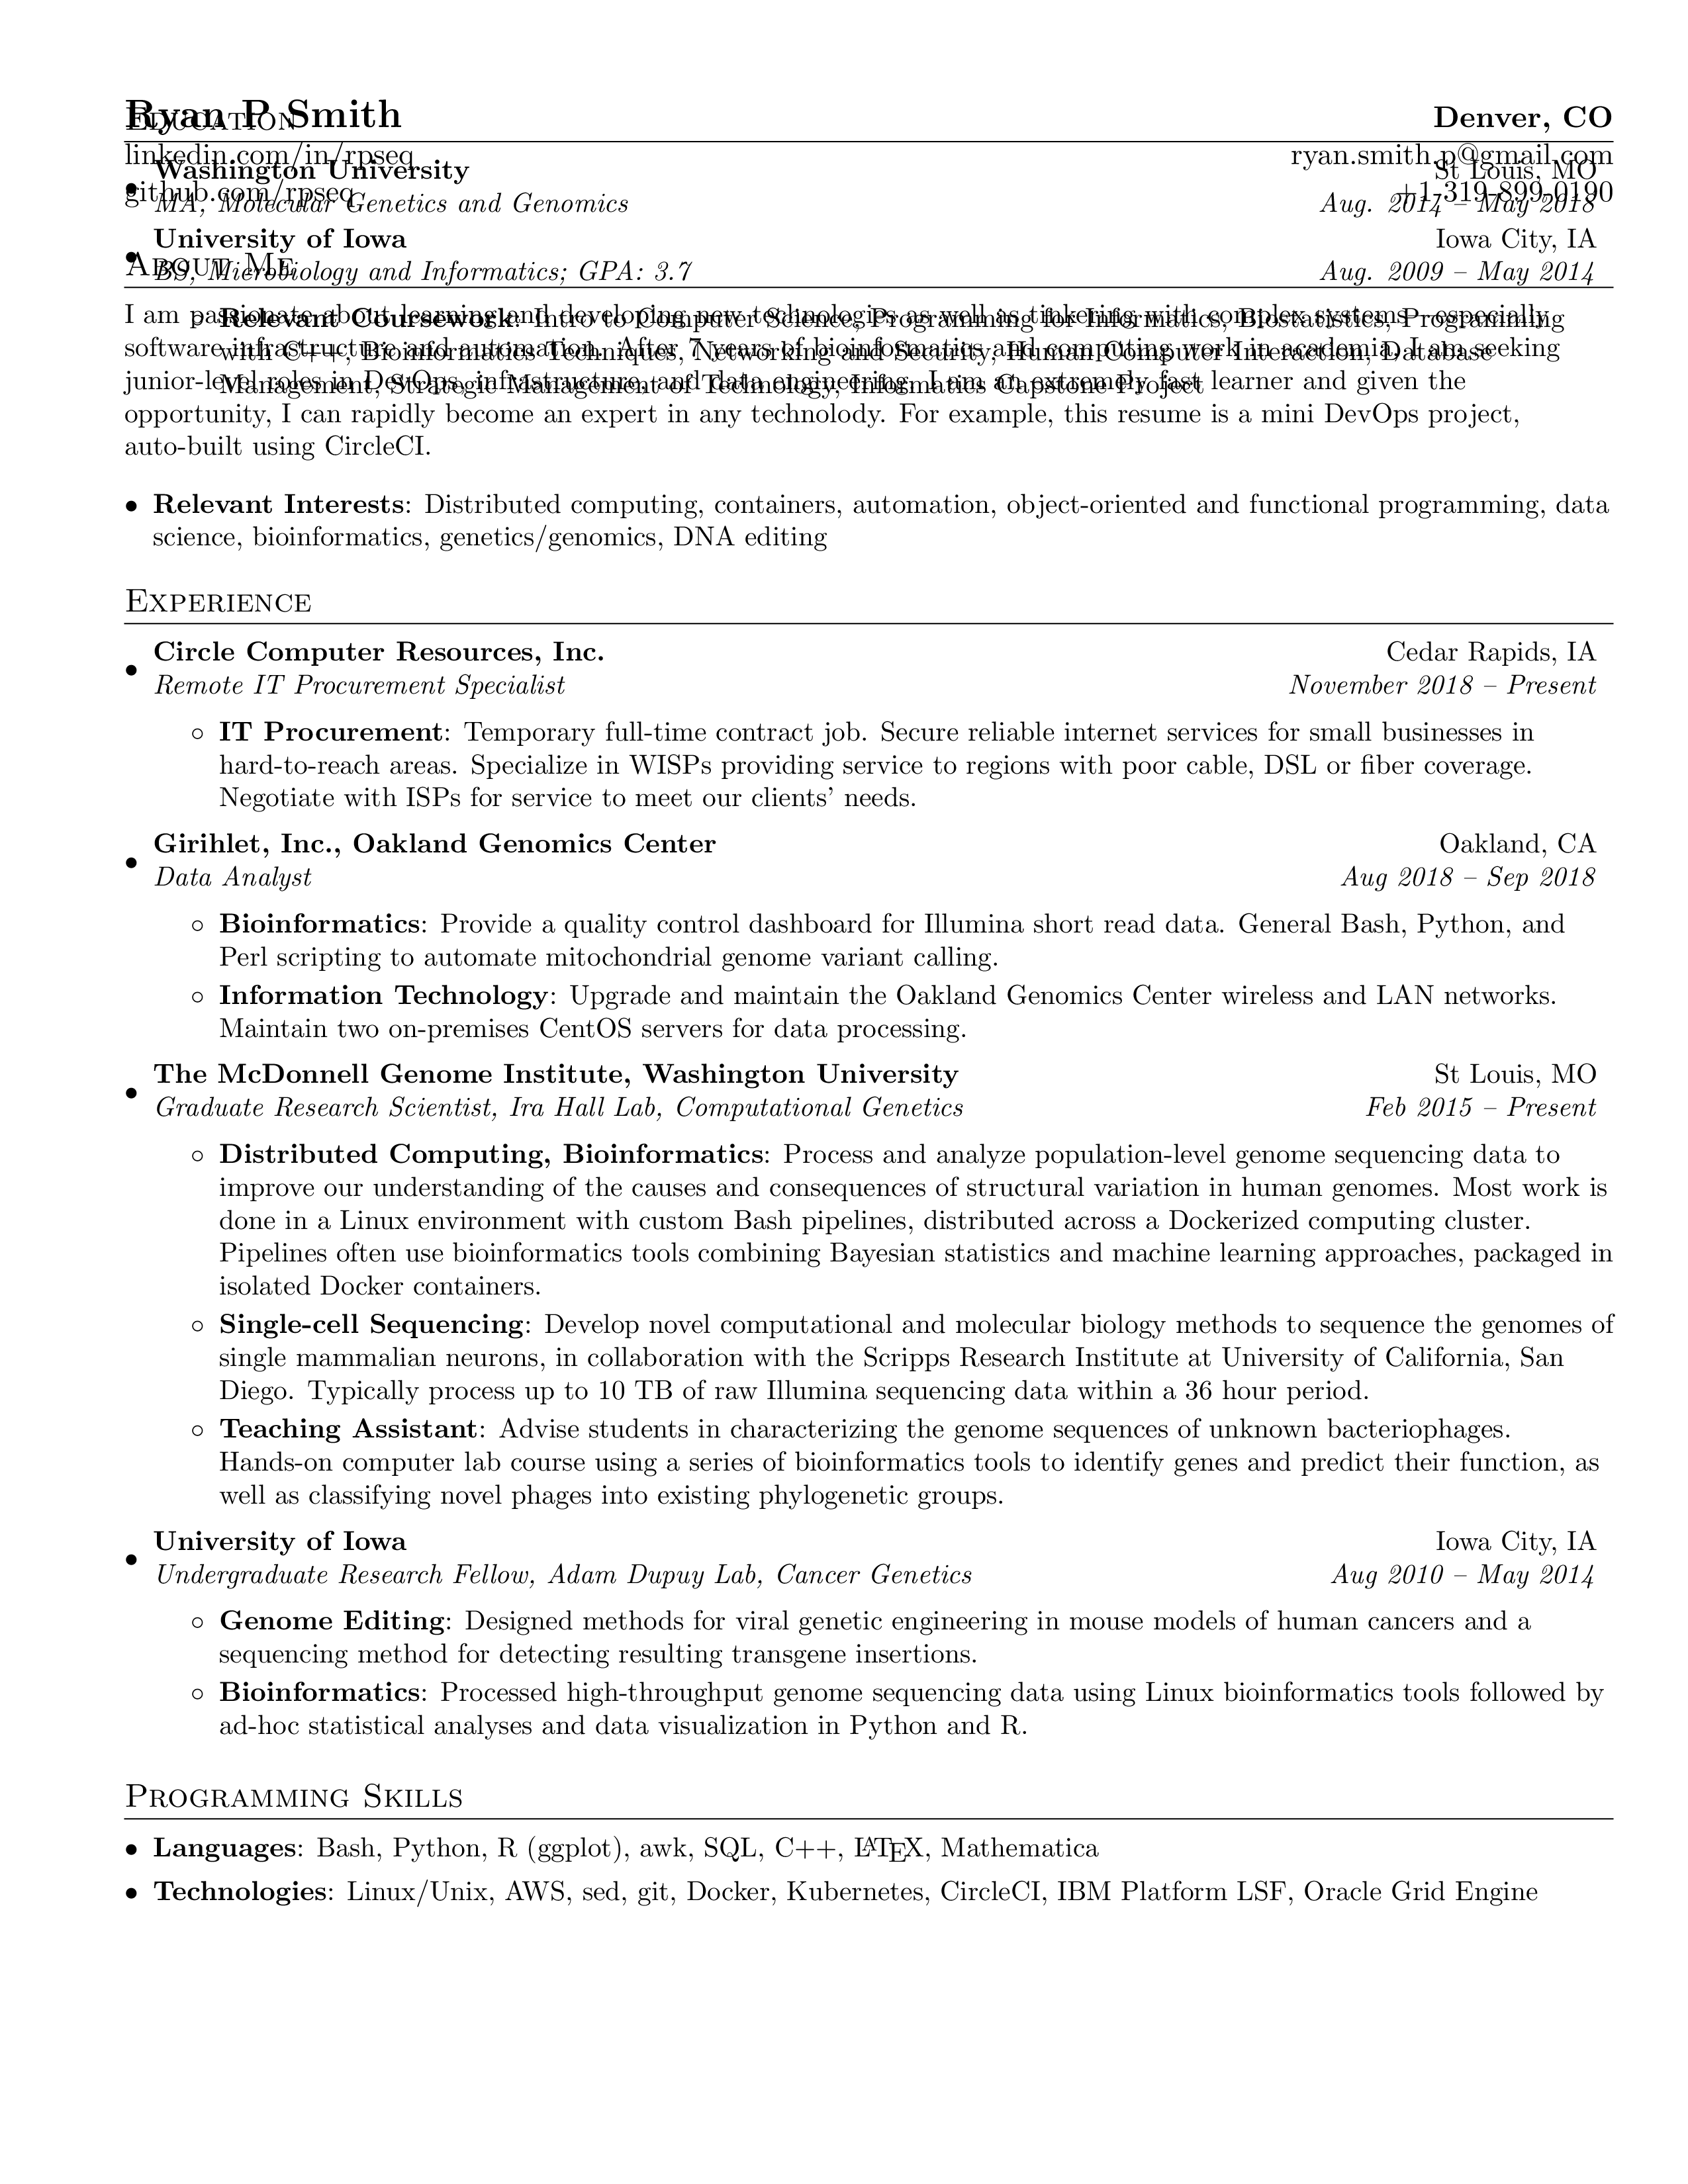 Ryan P Smith Denver, CO
linkedin.com/in/rpseq ryan.smith.p@gmail.com
github.com/rpseq +1-319-899-0190
Education
• Washington University St Louis, MO
MA, Molecular Genetics and Genomics Aug. 2014 – May 2018
• University of Iowa Iowa City, IA
BS, Microbiology and Informatics; GPA: 3.7 Aug. 2009 – May 2014
◦ Relevant Coursework: Intro to Computer Science, Programming for Informatics, Biostatistics, Programming
with C++, Bioinformatics Techniques, Networking and Security, Human Computer Interaction, Database
Management, Strategic Management of Technology, Informatics Capstone Project
About Me
I am passionate about learning and developing new technologies as well as tinkering with complex systems – especially
software infrastructure and automation. After 7 years of bioinformatics and computing work in academia, I am seeking
junior-level roles in DevOps, infrastructure, and data engineering. I am an extremely fast learner and given the
opportunity, I can rapidly become an expert in any technolody. For example, this resume is a mini DevOps project,
auto-built using CircleCI.
• Relevant Interests: Distributed computing, containers, automation, object-oriented and functional programming, data
science, bioinformatics, genetics/genomics, DNA editing
Experience
• Circle Computer Resources, Inc. Cedar Rapids, IA
Remote IT Procurement Specialist November 2018 – Present
◦ IT Procurement: Temporary full-time contract job. Secure reliable internet services for small businesses in
hard-to-reach areas. Specialize in WISPs providing service to regions with poor cable, DSL or fiber coverage.
Negotiate with ISPs for service to meet our clients' needs.
• Girihlet, Inc., Oakland Genomics Center Oakland, CA
Data Analyst Aug 2018 – Sep 2018
◦ Bioinformatics: Provide a quality control dashboard for Illumina short read data. General Bash, Python, and
Perl scripting to automate mitochondrial genome variant calling.
◦ Information Technology: Upgrade and maintain the Oakland Genomics Center wireless and LAN networks.
Maintain two on-premises CentOS servers for data processing.
• The McDonnell Genome Institute, Washington University St Louis, MO
Graduate Research Scientist, Ira Hall Lab, Computational Genetics Feb 2015 – Present
◦ Distributed Computing, Bioinformatics: Process and analyze population-level genome sequencing data to
improve our understanding of the causes and consequences of structural variation in human genomes. Most work is
done in a Linux environment with custom Bash pipelines, distributed across a Dockerized computing cluster.
Pipelines often use bioinformatics tools combining Bayesian statistics and machine learning approaches, packaged in
isolated Docker containers.
◦ Single-cell Sequencing: Develop novel computational and molecular biology methods to sequence the genomes of
single mammalian neurons, in collaboration with the Scripps Research Institute at University of California, San
Diego. Typically process up to 10 TB of raw Illumina sequencing data within a 36 hour period.
◦ Teaching Assistant: Advise students in characterizing the genome sequences of unknown bacteriophages.
Hands-on computer lab course using a series of bioinformatics tools to identify genes and predict their function, as
well as classifying novel phages into existing phylogenetic groups.
• University of Iowa Iowa City, IA
Undergraduate Research Fellow, Adam Dupuy Lab, Cancer Genetics Aug 2010 – May 2014
◦ Genome Editing: Designed methods for viral genetic engineering in mouse models of human cancers and a
sequencing method for detecting resulting transgene insertions.
◦ Bioinformatics: Processed high-throughput genome sequencing data using Linux bioinformatics tools followed by
ad-hoc statistical analyses and data visualization in Python and R.
Programming Skills
• Languages: Bash, Python, R (ggplot), awk, SQL, C++, LATEX, Mathematica
• Technologies: Linux/Unix, AWS, sed, git, Docker, Kubernetes, CircleCI, IBM Platform LSF, Oracle Grid Engine